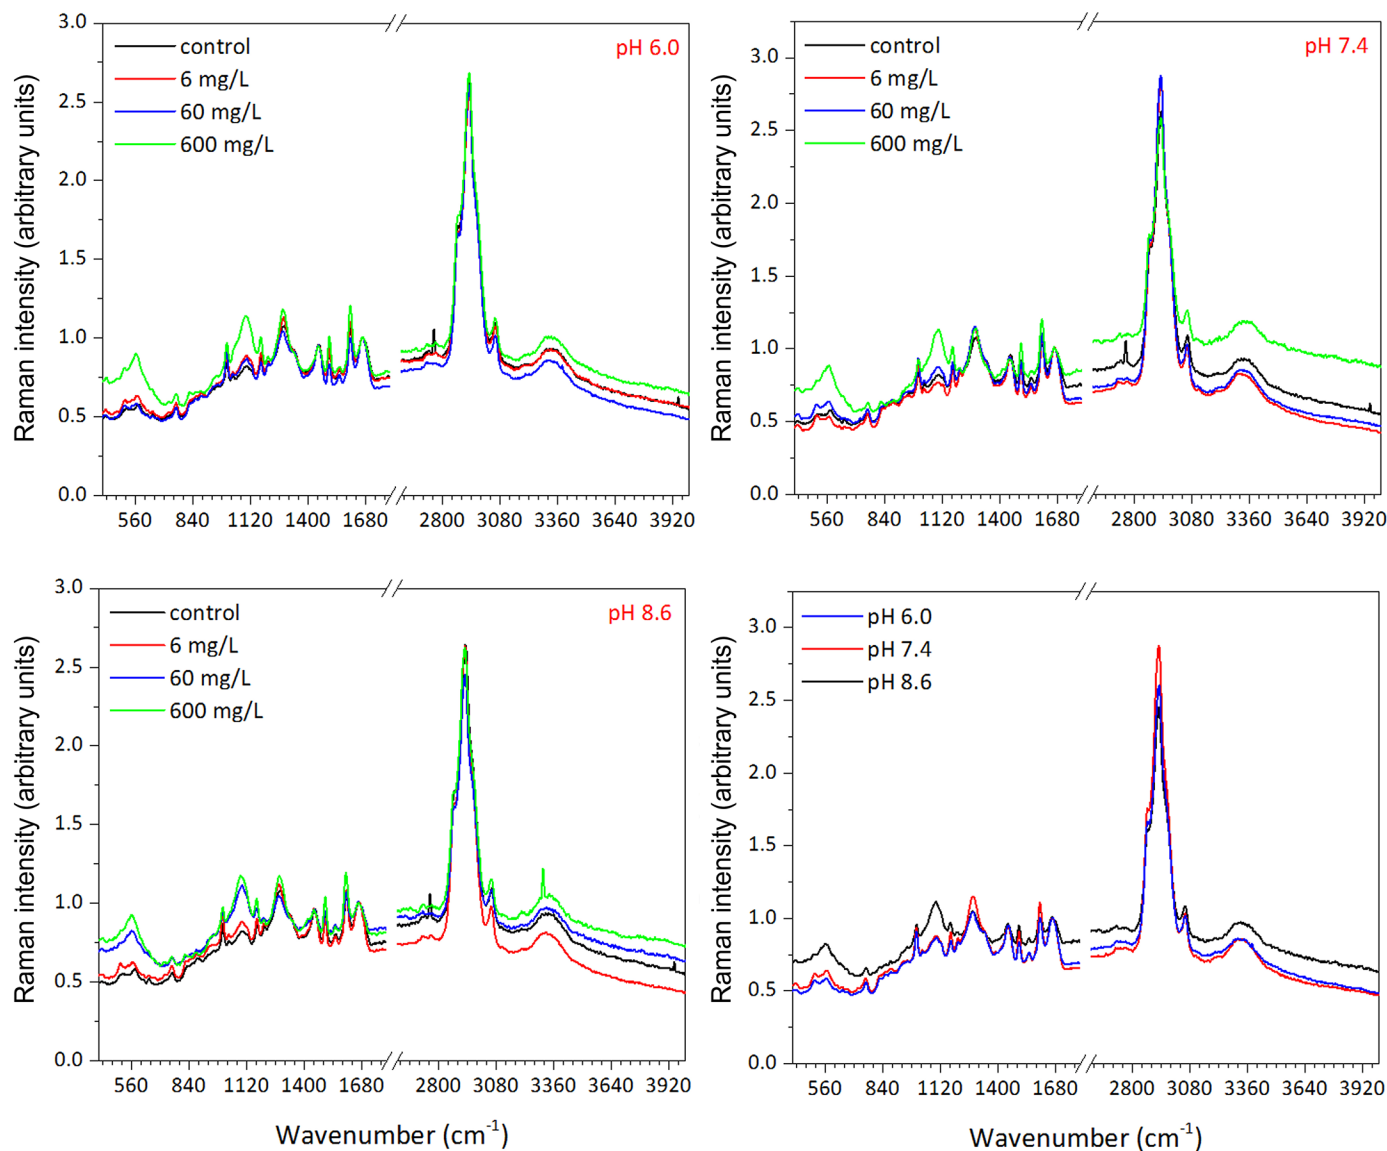 3.0
2.5
2.0
1.5
1.0
0.5
0.0
Raman intensity (arbitrary units)
control
6 mg/L
60 mg/L
600 mg/L
pH 6.0
560 840 1120 1400 1680 2800 3080 3360 3640 3920
3.0
2.5
2.0
1.5
1.0
0.5
0.0
Raman intensity (arbitrary units)
control
6 mg/L
60 mg/L
600 mg/L
pH 7.4
560 840 1120 1400 1680 2800 3080 3360 3640 3920
3.0
2.5
2.0
1.5
1.0
0.5
0.0
Raman intensity (arbitrary units)
control
6 mg/L
60 mg/L
600 mg/L
pH 8.6
560 840 1120 1400 1680 2800 3080 3360 3640 3920
Wavenumber (cm⁻¹)
3.0
2.5
2.0
1.5
1.0
0.5
0.0
Raman intensity (arbitrary units)
pH 6.0
pH 7.4
pH 8.6
560 840 1120 1400 1680 2800 3080 3360 3640 3920
Wavenumber (cm⁻¹)